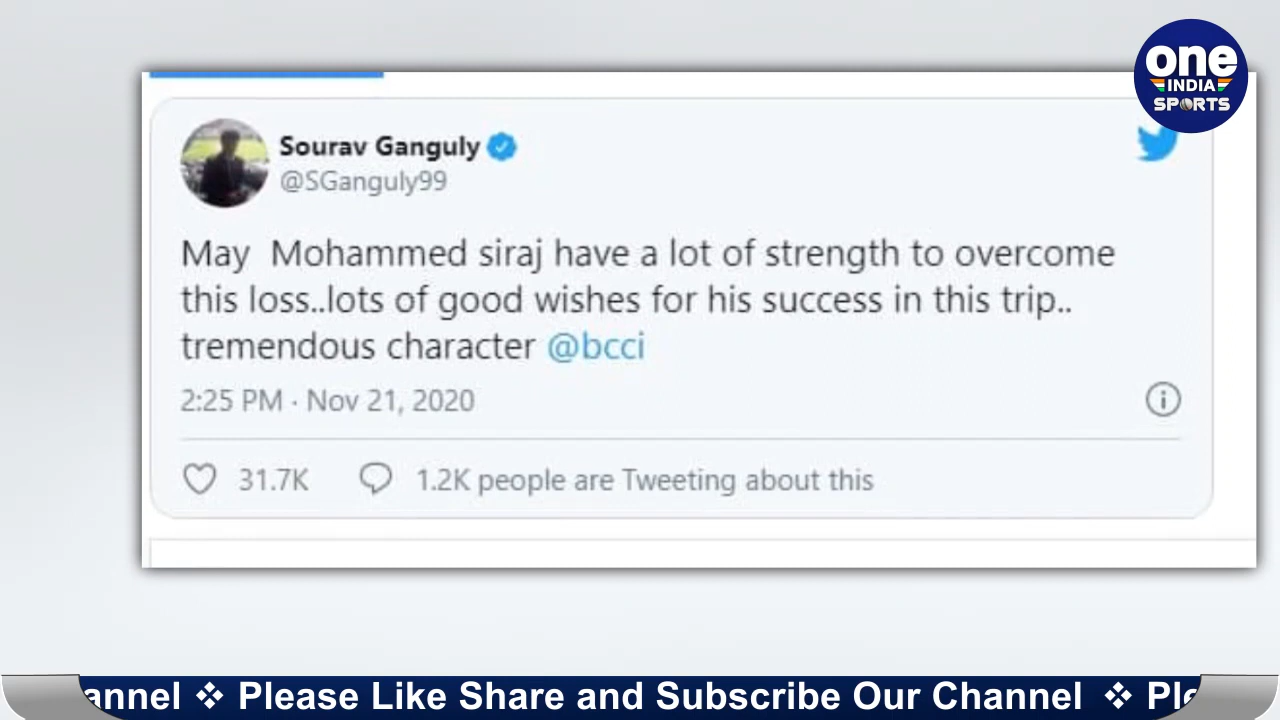 one
INDIA
SPORTS
Sourav Ganguly
@SGanguly99
May Mohammed siraj have a lot of strength to overcome
this loss..lots of good wishes for his success in this trip..
tremendous character @bcci
2:25 PM · Nov 21, 2020
31.7K 1.2K people are Tweeting about this
annel ❖ Please Like Share and Subscribe Our Channel ❖ Ple